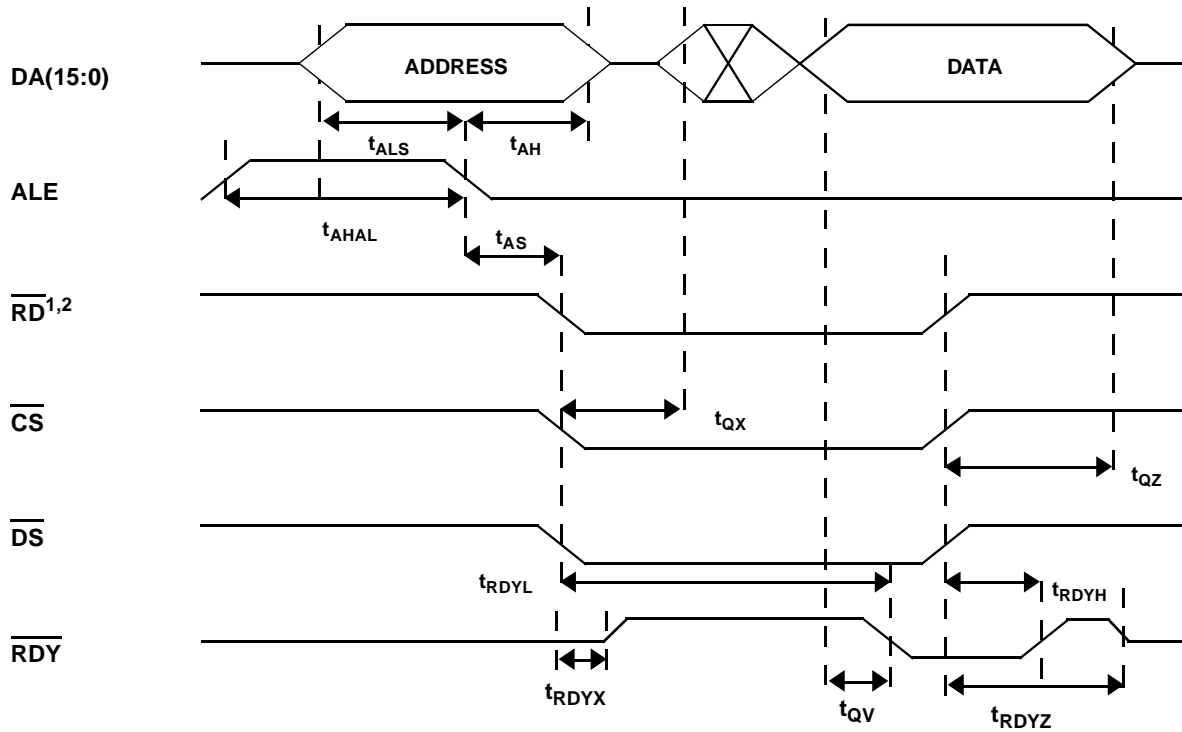 DA(15:0)
ADDRESS
DATA
tALS
tAH
ALE
tAHAL
tAS
RD1,2
CS
tQX
tQZ
DS
tRDYL
tRDYH
RDY
tRDYX
tQV
tRDYZ